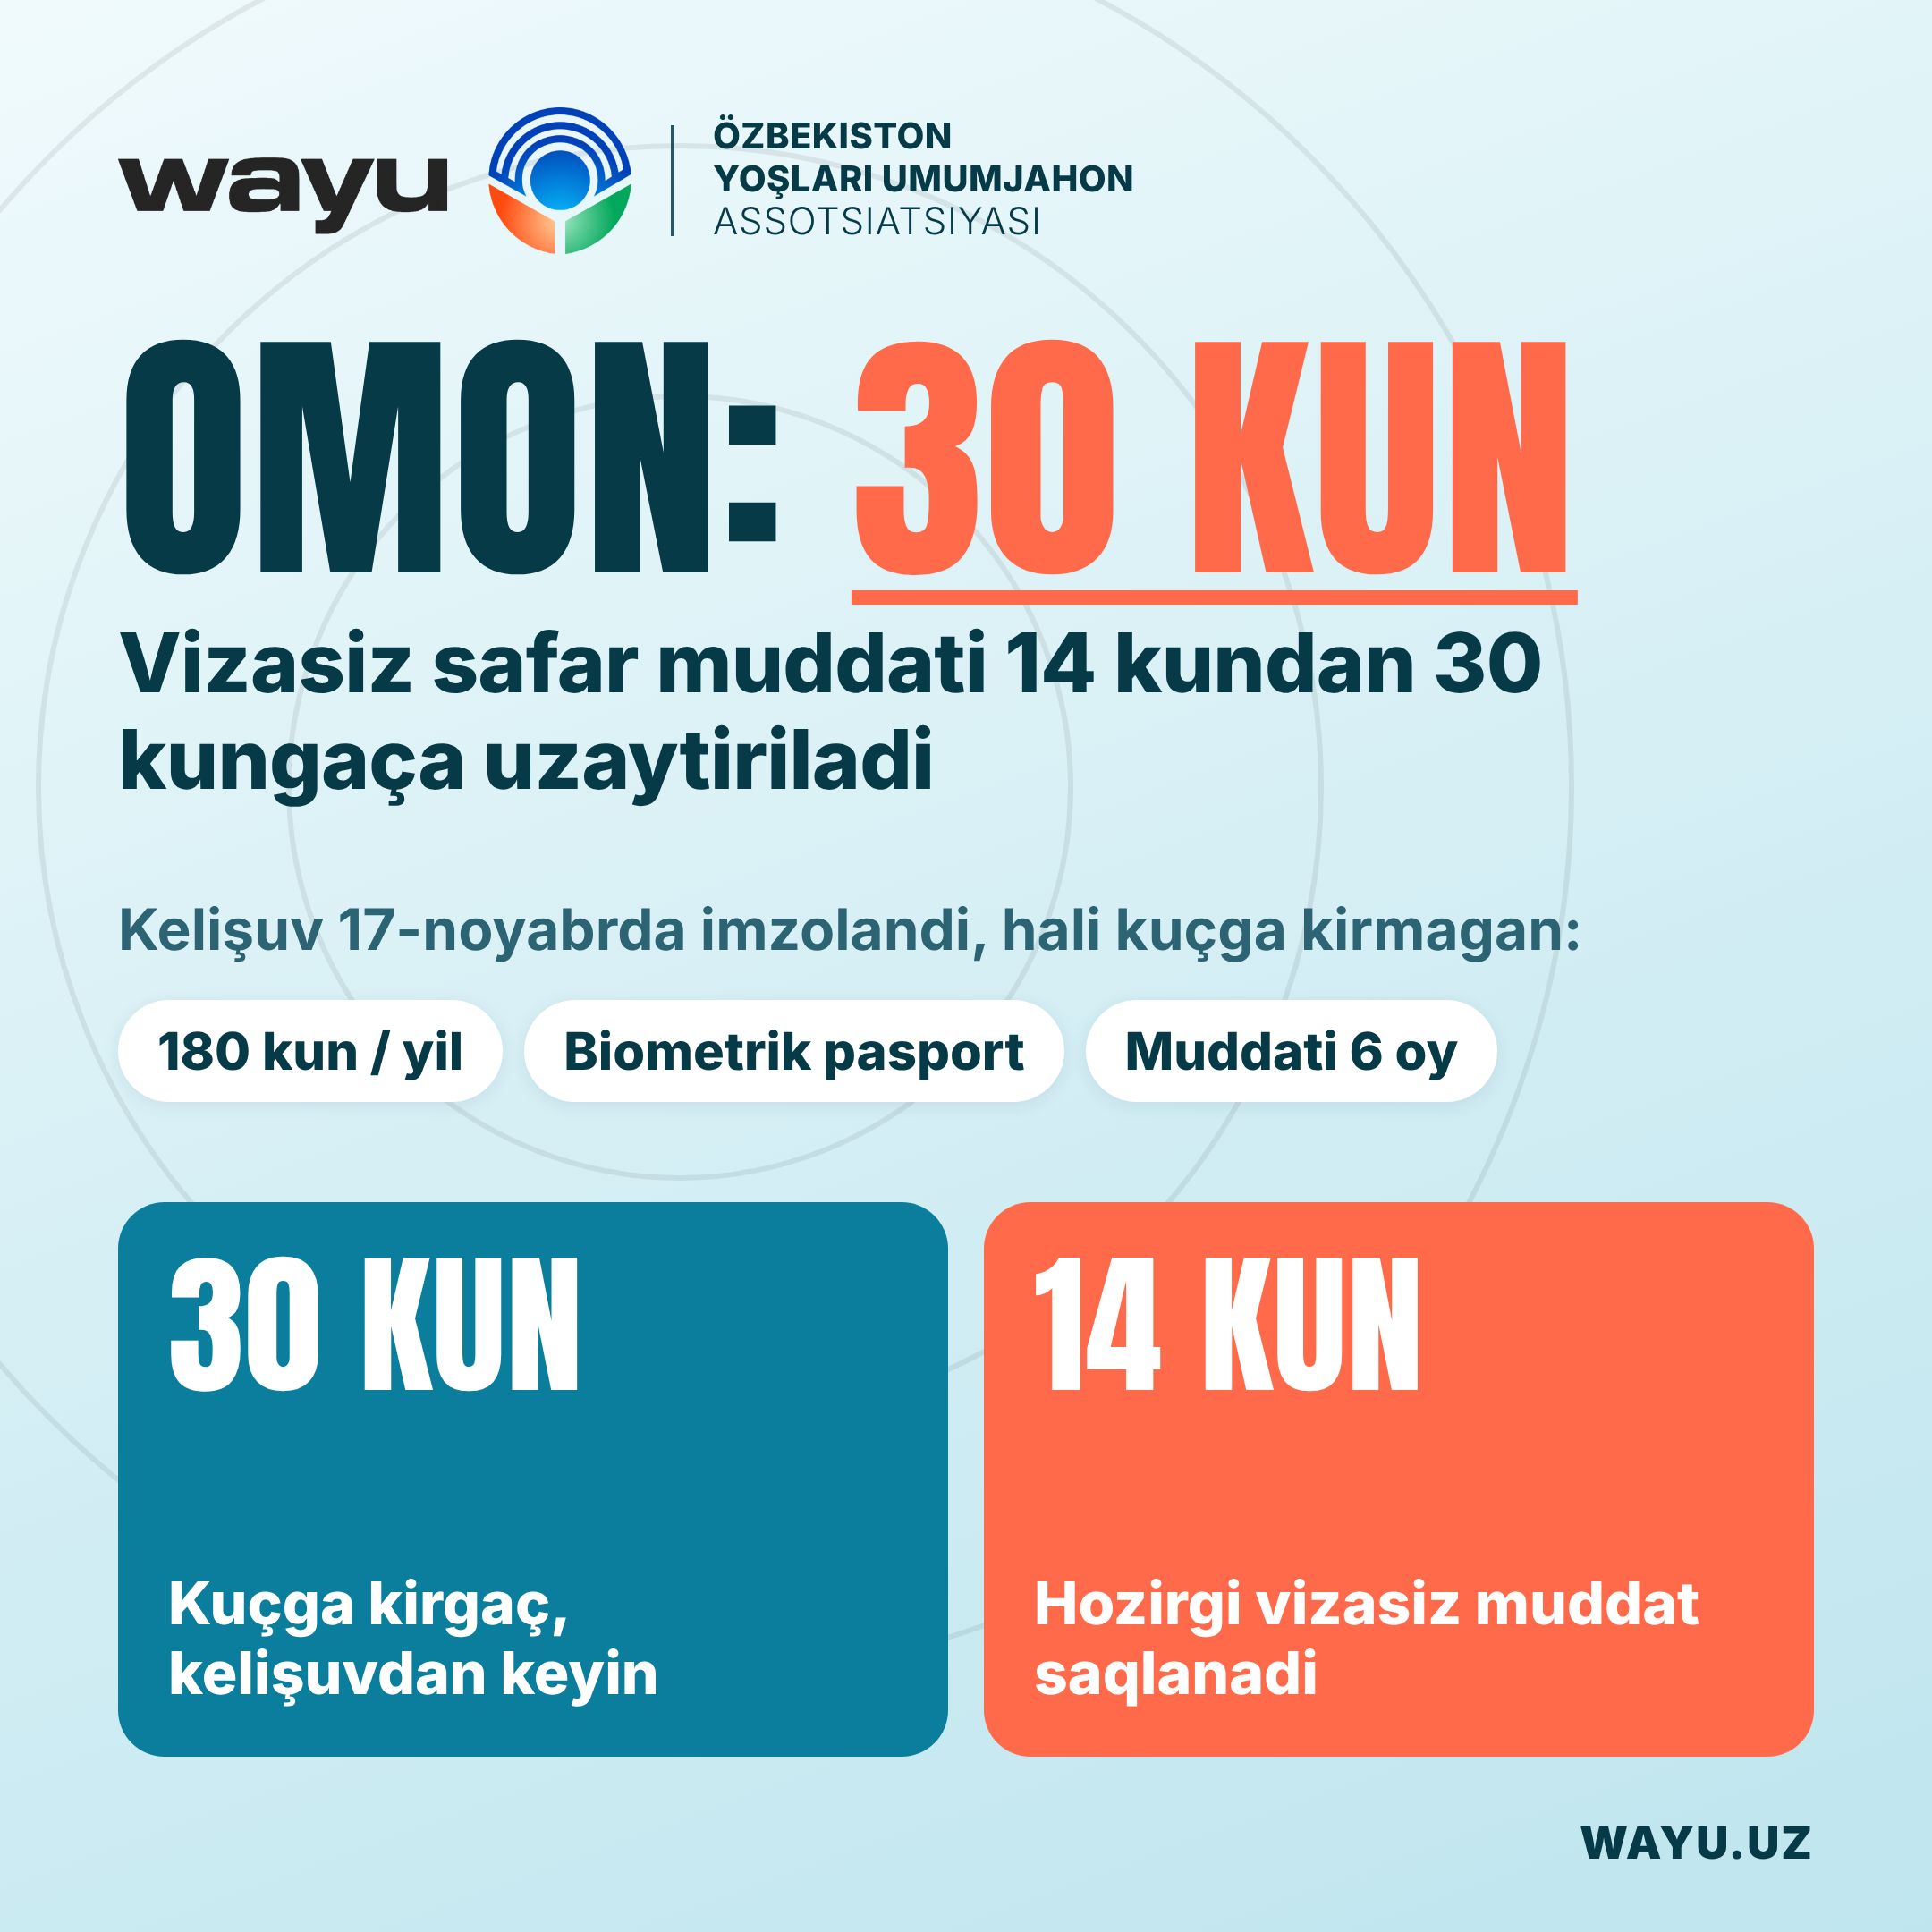 wayu
ÖZBEKISTON
YOŞLARI UMUMJAHON
ASSOTSIATSIYASI
OMON: 30 KUN
Vizasiz safar muddati 14 kundan 30
kungaça uzaytiriladi
Kelişuv 17-noyabrda imzolandi, hali kuçga kirmagan:
180 kun / yil
Biometrik pasport
Muddati 6 oy
30 KUN
Kuçga kirgaç,
kelişuvdan keyin
14 KUN
Hozirgi vizasiz muddat
saqlanadi
WAYU.UZ